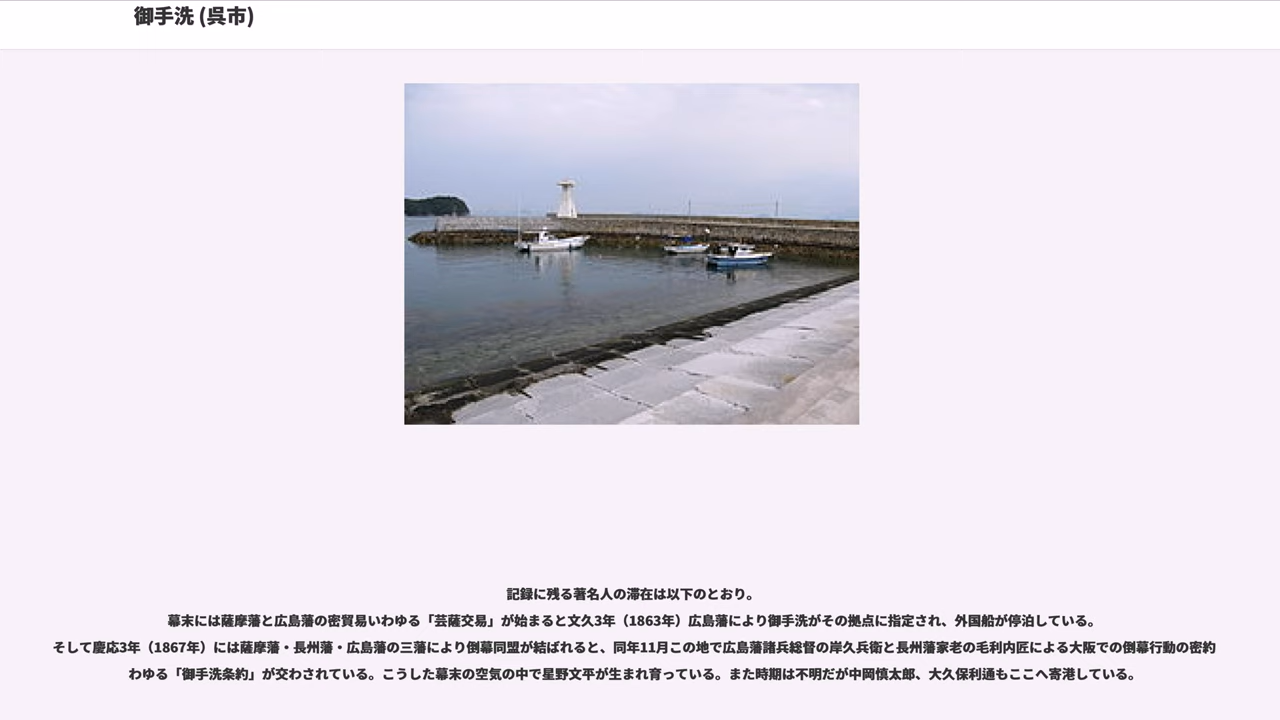 御手洗 (呉市)
記録に残る著名人の滞在は以下のとおり。
幕末には薩摩藩と広島藩の密貿易いわゆる「芸薩交易」が始まると文久3年（1863年）広島藩により御手洗がその拠点に指定され、外国船が停泊している。
そして慶応3年（1867年）には薩摩藩・長州藩・広島藩の三藩により倒幕同盟が結ばれると、同年11月この地で広島藩諸兵総督の岸久兵衛と長州藩家老の毛利内匠による大阪での倒幕行動の密約
わゆる「御手洗条約」が交わされている。こうした幕末の空気の中で星野文平が生まれ育っている。また時期は不明だが中岡慎太郎、大久保利通もここへ寄港している。